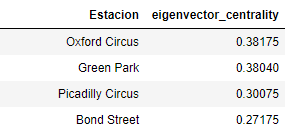 Estacion eigenvector_centrality
Oxford Circus 0.38175
Green Park 0.38040
Picadilly Circus 0.30075
Bond Street 0.27175